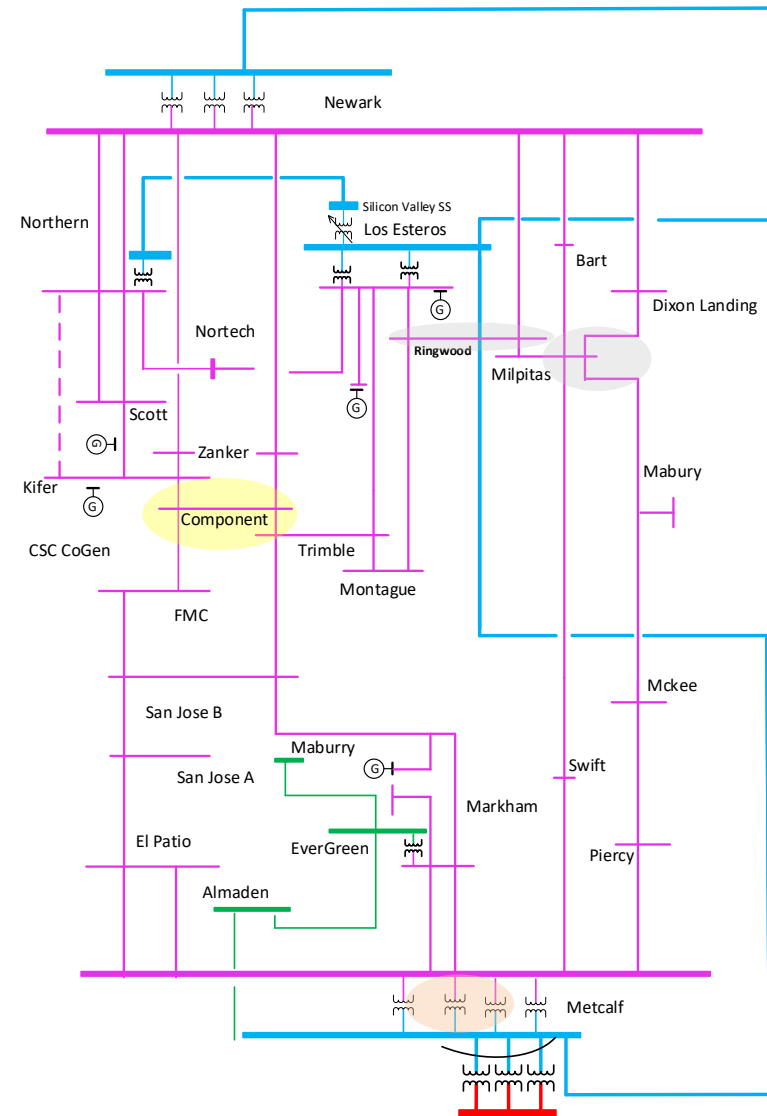 Newark
Silicon Valley SS
Northern
Los Esteros
Bart
Dixon Landing
G
Nortech
Ringwood
Milpitas
G
Scott
G
Zanker
Mabury
Kifer
G
Component
CSC CoGen
Trimble
Montague
FMC
Mckee
San Jose B
Maburry
Swift
San Jose A
G
Markham
El Patio
EverGreen
Piercy
Almaden
Metcalf